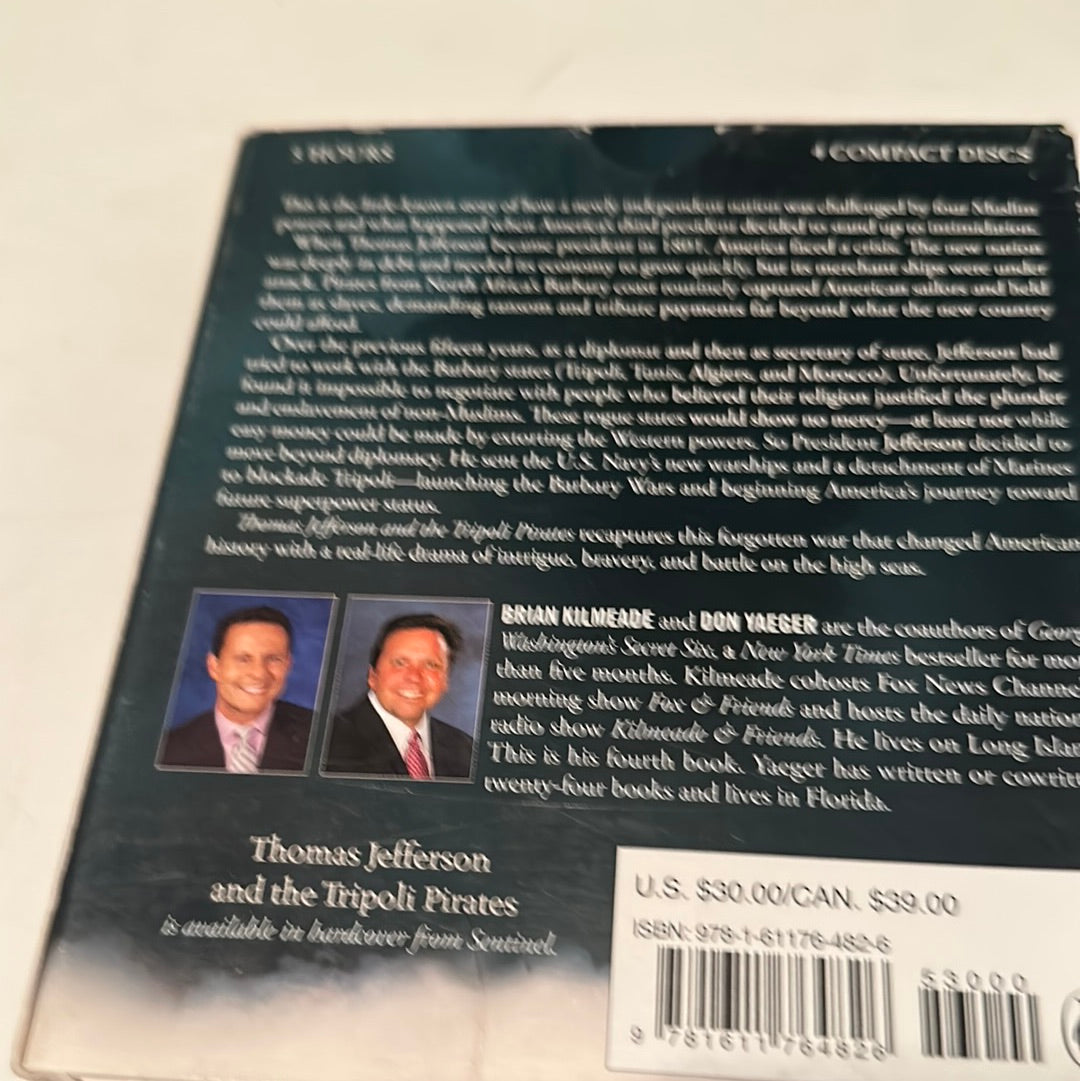 5 HOURS
4 COMPACT DISCS
This is the little-known story of how a newly independent nation was challenged by four Muslim
powers and what happened when America's third president decided to stand up to intimidation.
When Thomas Jefferson became president in 1801, America faced a crisis. The new nation
was deeply in debt and needed its economy to grow quickly, but its merchant ships were under
attack. Pirates from North Africa's Barbary coast routinely captured American sailors and held
them as slaves, demanding ransom and tribute payments far beyond what the new country
could afford.
Over the previous fifteen years, as a diplomat and then as secretary of state, Jefferson had
tried to work with the Barbary states (Tripoli, Tunis, Algiers, and Morocco). Unfortunately, he
found it impossible to negotiate with people who believed their religion justified the plunder
and enslavement of non-Muslims. These rogue states would show no mercy—at least not while
easy money could be made by extorting the Western powers. So President Jefferson decided to
move beyond diplomacy. He sent the U.S. Navy's new warships and a detachment of Marines
to blockade Tripoli—launching the Barbary Wars and beginning America's journey toward
future superpower status.
Thomas Jefferson and the Tripoli Pirates recaptures this forgotten war that changed American
history with a real-life drama of intrigue, bravery, and battle on the high seas.
BRIAN KILMEADE and DON YAEGER are the coauthors of Georg
Washington's Secret Six, a New York Times bestseller for mor
than five months. Kilmeade cohosts Fox News Channe
morning show Fox & Friends and hosts the daily nation
radio show Kilmeade & Friends. He lives on Long Islan
This is his fourth book. Yaeger has written or cowritt
twenty-four books and lives in Florida.
Thomas Jefferson
and the Tripoli Pirates
is available in hardcover from Sentinel.
U.S. $30.00/CAN. $39.00
ISBN: 978-1-61176-482-6
53000
9 781611 764826